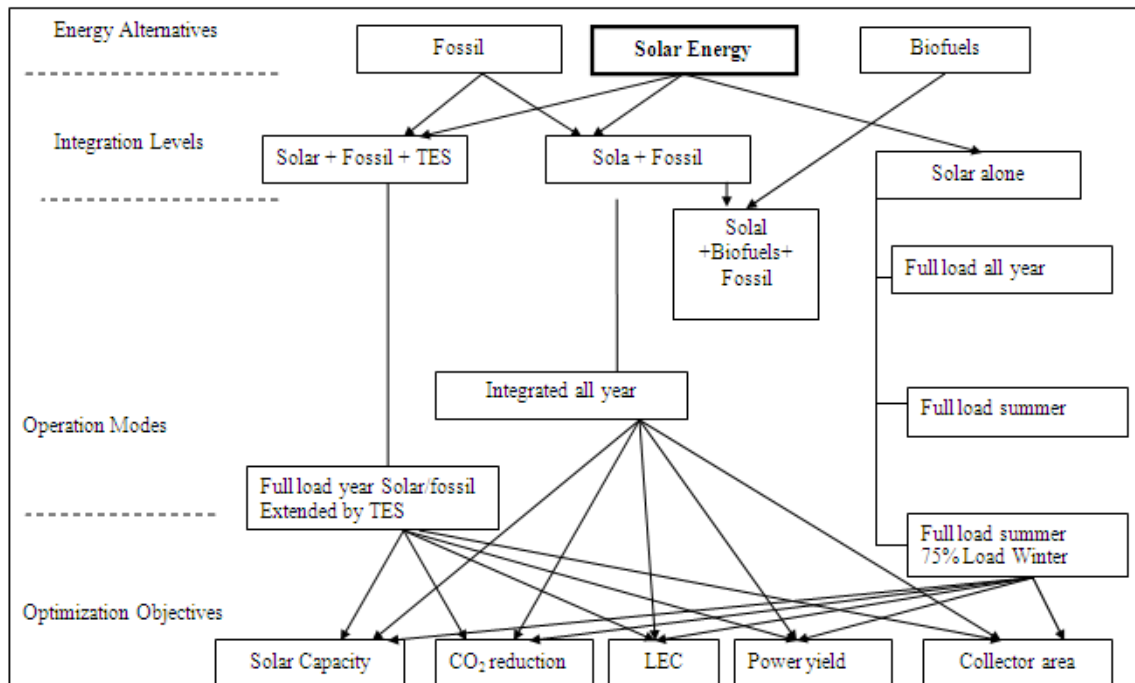 Energy Alternatives
Fossil
Solar Energy
Biofuels
Integration Levels
Solar + Fossil + TES
Sola + Fossil
Solar alone
Solal
+Biofuels+
Fossil
Full load all year
Integrated all year
Full load summer
Operation Modes
Full load year Solar/fossil
Extended by TES
Full load summer
75% Load Winter
Optimization Objectives
Solar Capacity
CO₂ reduction
LEC
Power yield
Collector area